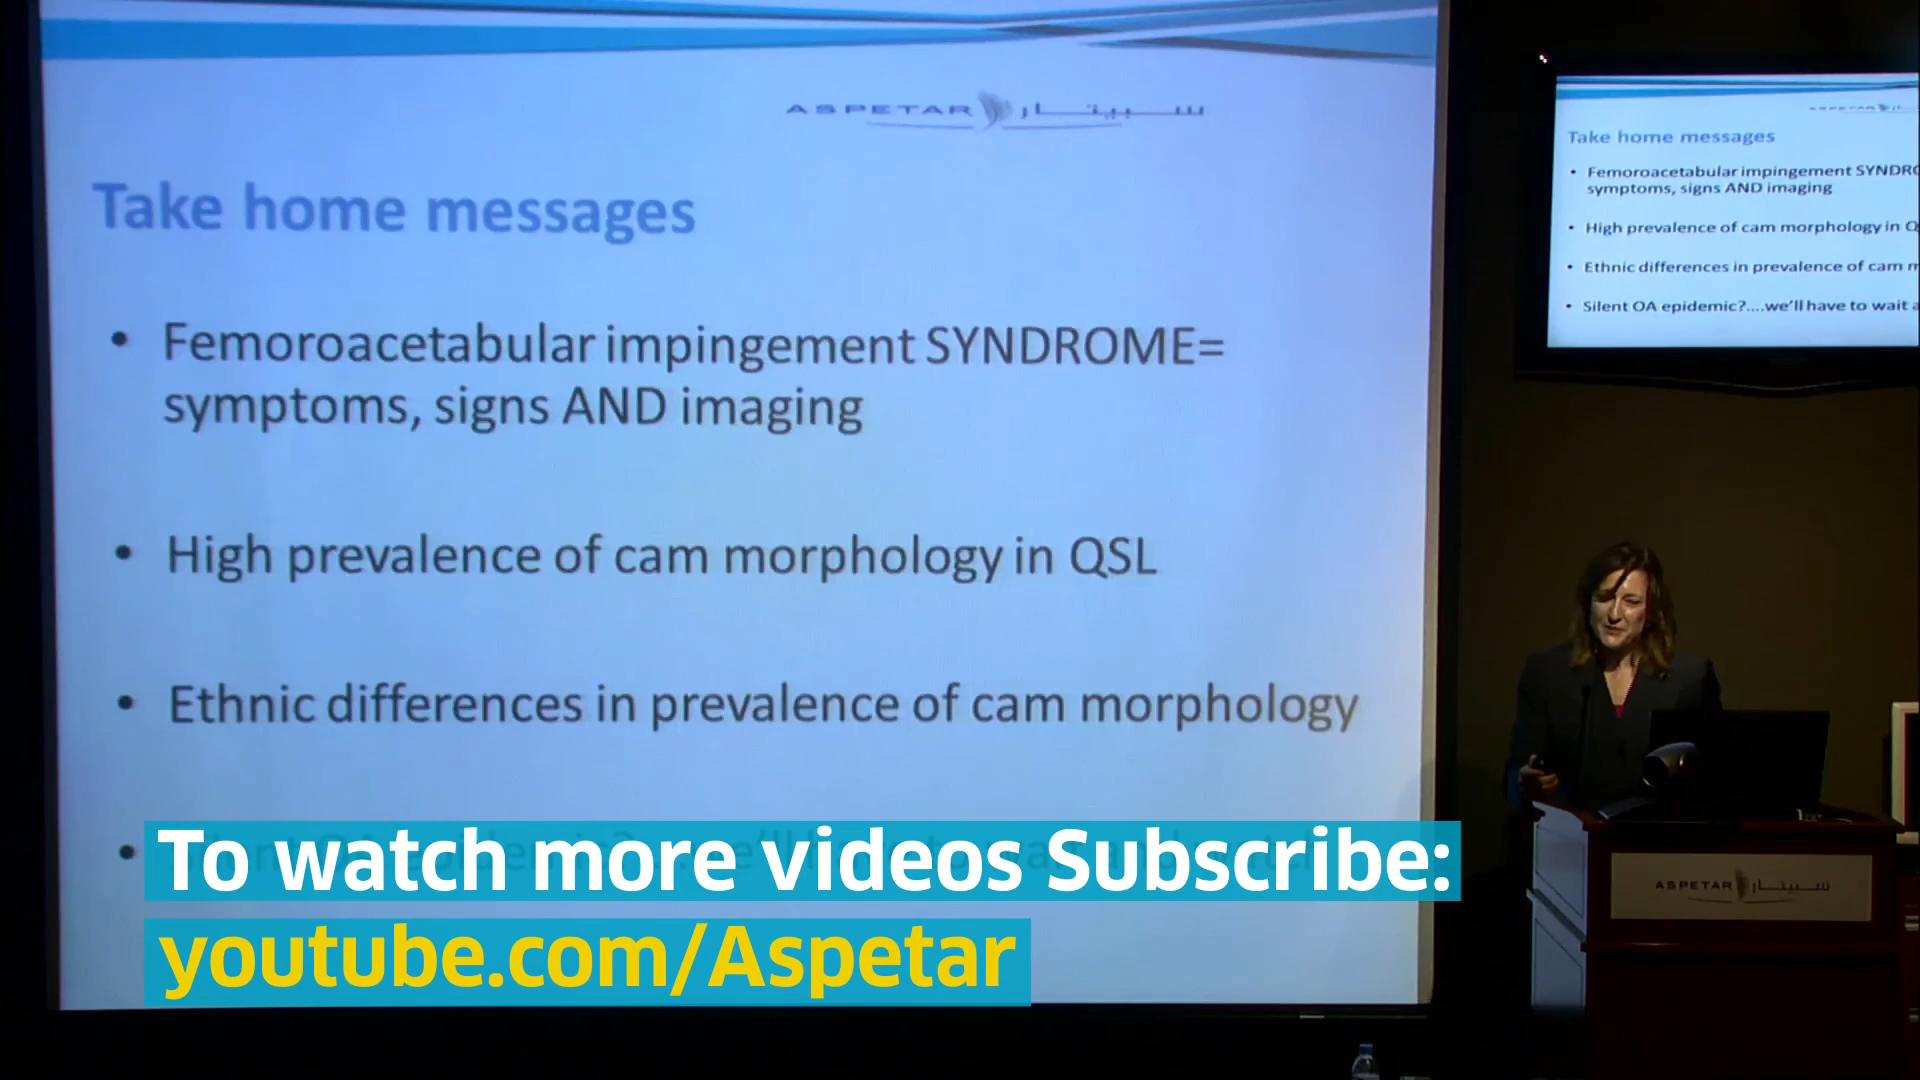 ASPETAR سبيتار
Take home messages
• Femoroacetabular impingement SYNDROME=
symptoms, signs AND imaging
• High prevalence of cam morphology in QSL
• Ethnic differences in prevalence of cam morphology
•
To watch more videos Subscribe:
youtube.com/Aspetar
Take home messages
• Femoroacetabular impingement
symptoms, signs AND imaging
• High prevalence of cam morphology in
• Ethnic differences in prevalence of cam
• Silent OA epidemic?....we'll have to wait
ASPETAR سبيتار